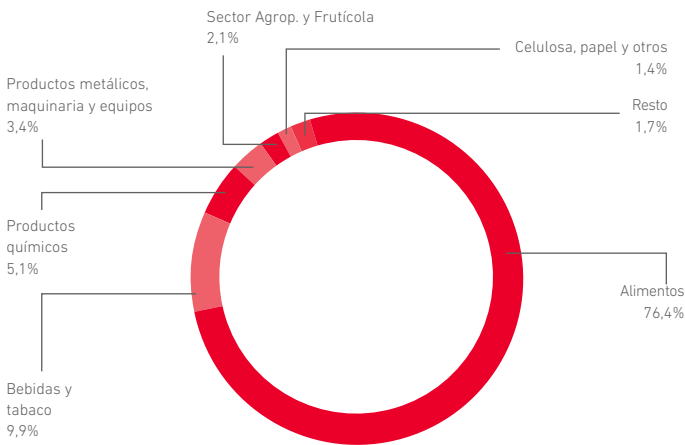 Sector Agrop. y Frutícola
2,1%
Celulosa, papel y otros
1,4%
Productos metálicos,
maquinaria y equipos
3,4%
Resto
1,7%
Productos
químicos
5,1%
Alimentos
76,4%
Bebidas y
tabaco
9,9%